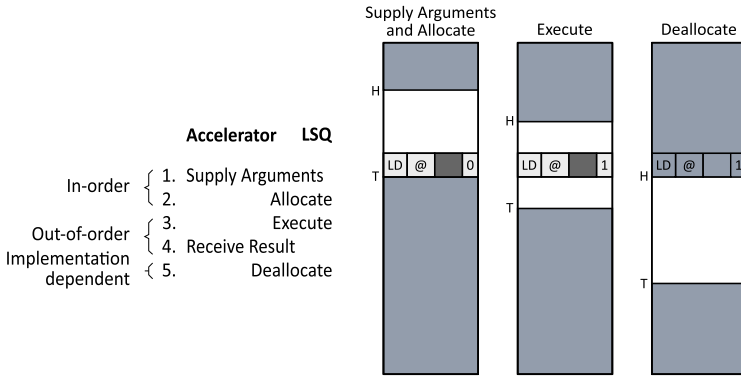 Supply Arguments
and Allocate
Execute
Deallocate
H
H
Accelerator LSQ
LD @ 0
LD @ 1
LD @ 1
In-order
1. Supply Arguments
T
H
2. Allocate
Out-of-order
3. Execute
T
4. Receive Result
Implementation
dependent
5. Deallocate
T